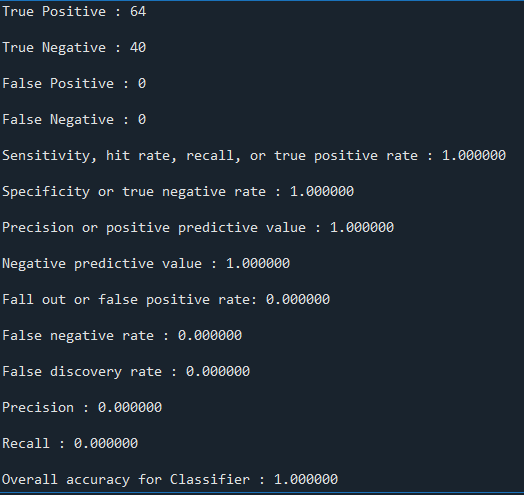 True Positive : 64
True Negative : 40
False Positive : 0
False Negative : 0
Sensitivity, hit rate, recall, or true positive rate : 1.000000
Specificity or true negative rate : 1.000000
Precision or positive predictive value : 1.000000
Negative predictive value : 1.000000
Fall out or false positive rate: 0.000000
False negative rate : 0.000000
False discovery rate : 0.000000
Precision : 0.000000
Recall : 0.000000
Overall accuracy for Classifier : 1.000000